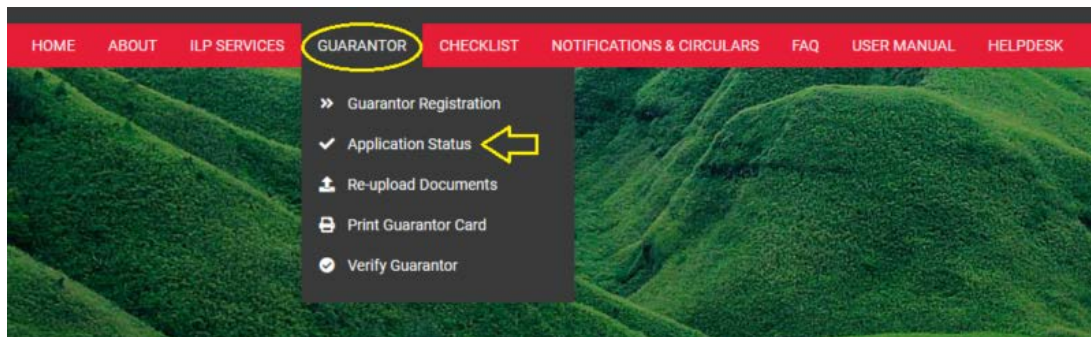 HOME ABOUT ILP SERVICES GUARANTOR CHECKLIST NOTIFICATIONS & CIRCULARS FAQ USER MANUAL HELPDESK
Guarantor Registration
Application Status
Re-upload Documents
Print Guarantor Card
Verify Guarantor